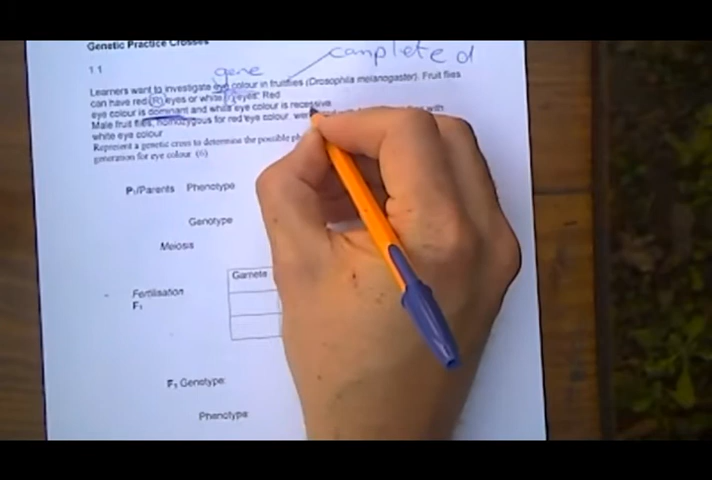 Genetic Practice Crosses
complete d
gene
1.1
Learners want to investigate eye colour in fruitflies (Drosophila melanogaster). Fruit flies
can have red (R) eyes or white (r) eyes. Red
eye colour is dominant and white eye colour is recessive
Male fruit flies, homozygous for red eye colour, with
white eye colour
Represent a genetic cross to determine the possible
generation for eye colour (6)
P₁/Parents Phenotype
Genotype
Meiosis
Gamete
Fertilisation
F₁
F₁ Genotype:
Phenotype: